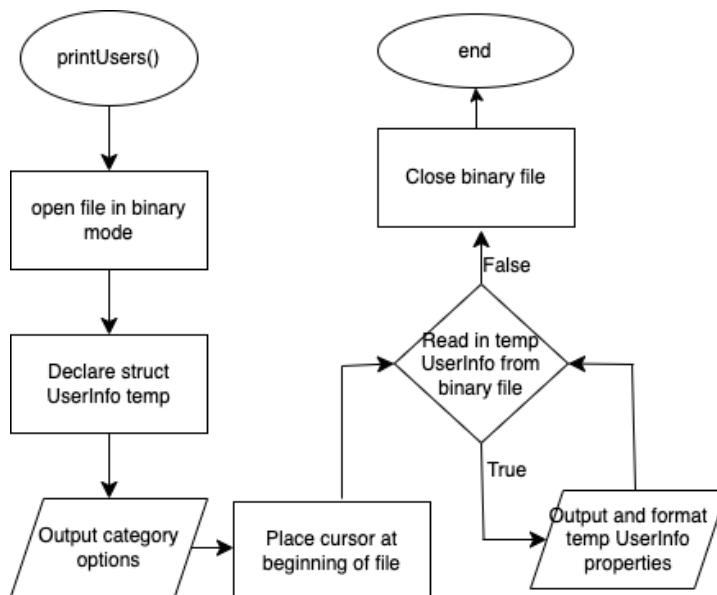 printUsers()
open file in binary
mode
Declare struct
UserInfo temp
Output category
options
Place cursor at
beginning of file
Read in temp
UserInfo from
binary file
True
Output and format
temp UserInfo
properties
False
Close binary file
end